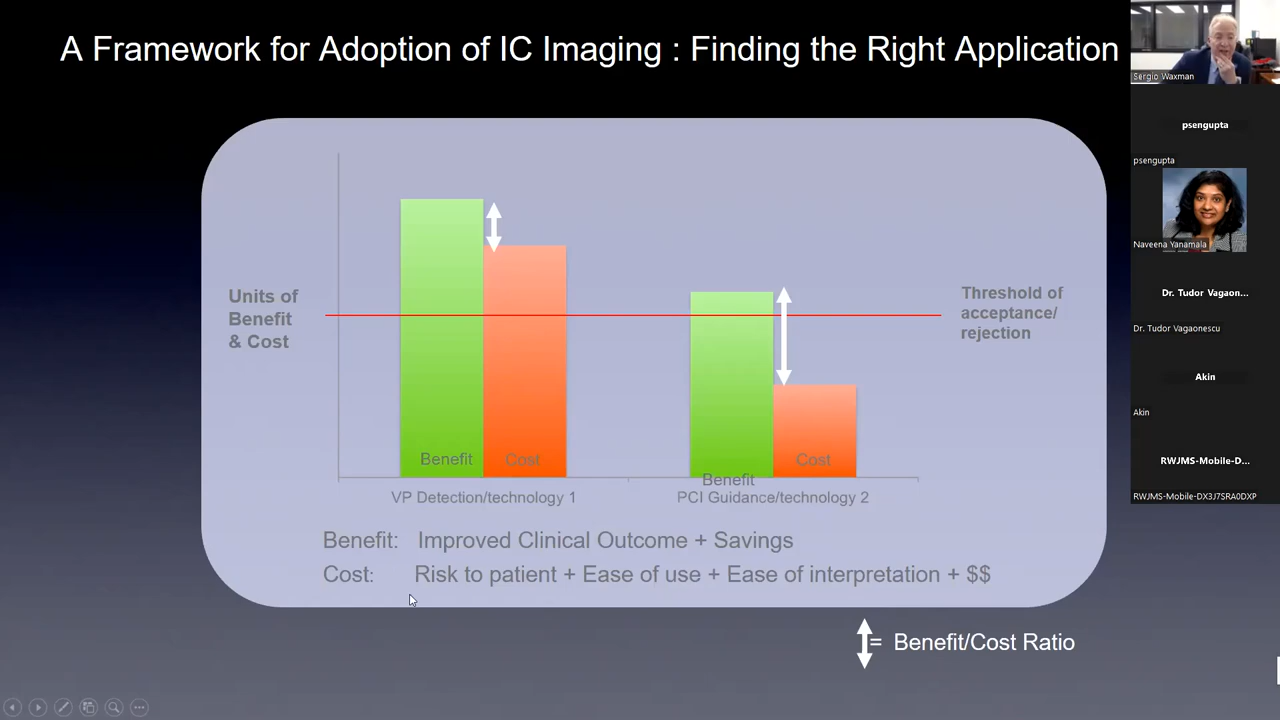 A Framework for Adoption of IC Imaging : Finding the Right Application
Units of
Benefit
& Cost
Threshold of
acceptance/
rejection
Benefit
Cost
Benefit
Cost
VP Detection/technology 1
PCI Guidance/technology 2
Benefit: Improved Clinical Outcome + Savings
Cost: Risk to patient + Ease of use + Ease of interpretation + $$
= Benefit/Cost Ratio
Sergio Waxman
psengupta
psengupta
Naveena Yanamala
Dr. Tudor Vagaon...
Dr. Tudor Vagaonescu
Akin
Akin
RWJMS-Mobile-D...
RWJMS-Mobile-DX3J7SRA0DXP